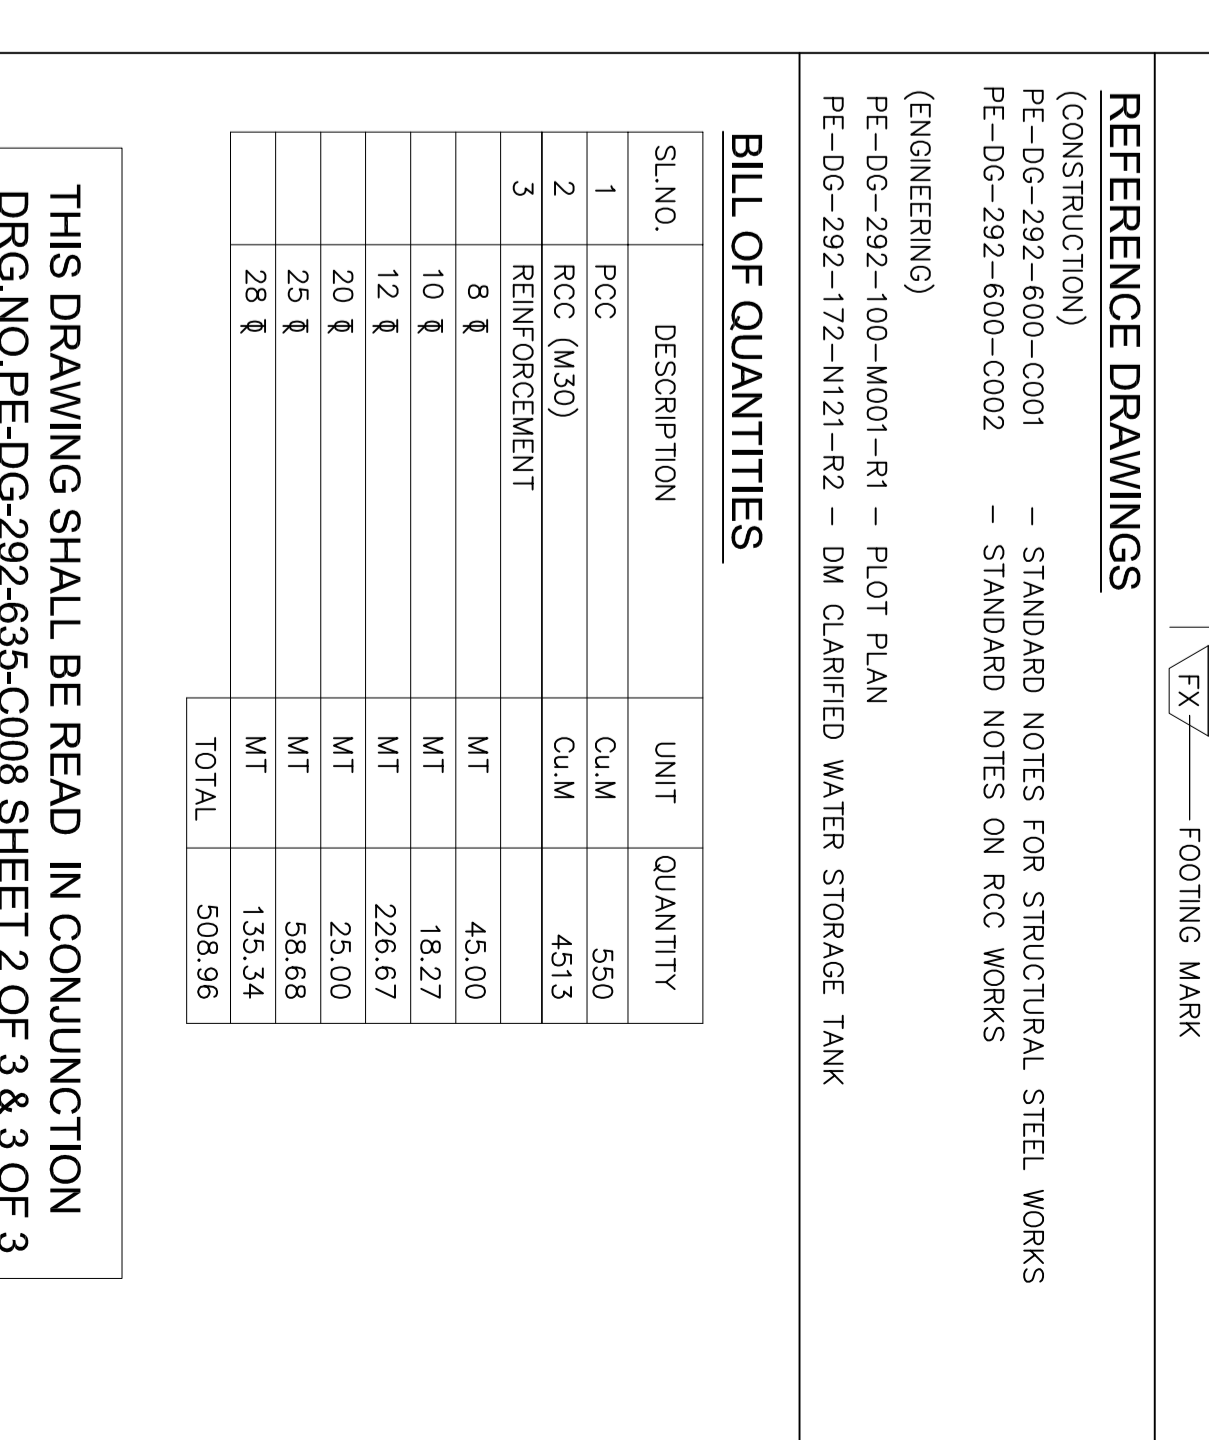 FX FOOTING MARK
REFERENCE DRAWINGS
(CONSTRUCTION)
PE-DG-292-600-C001 - STANDARD NOTES FOR STRUCTURAL STEEL WORKS
PE-DG-292-600-C002 - STANDARD NOTES ON RCC WORKS
(ENGINEERING)
PE-DG-292-100-M001-R1 - PLOT PLAN
PE-DG-292-172-N121-R2 - DM CLARIFIED WATER STORAGE TANK
BILL OF QUANTITIES
SL.NO. DESCRIPTION UNIT QUANTITY
1 PCC Cu.M 550
2 RCC (M30) Cu.M 4513
3 REINFORCEMENT
8 MT 45.00
10 MT 18.27
12 MT 226.67
20 MT 25.00
25 MT 58.68
28 MT 135.34
TOTAL 508.96
THIS DRAWING SHALL BE READ IN CONJUNCTION
DRG.NO.PE-DG-292-635-C008 SHEET 2 OF 3 & 3 OF 3